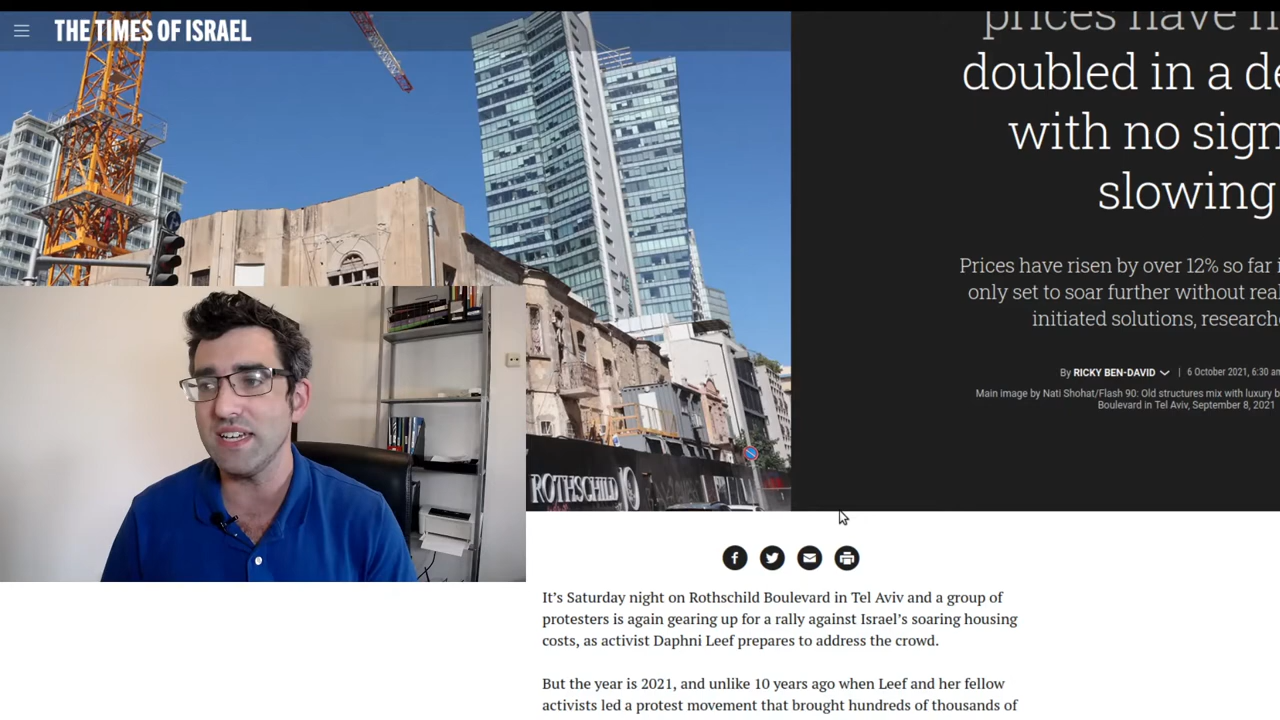 THE TIMES OF ISRAEL
prices have
doubled in a
with no sign
slowing
Prices have risen by over 12% so far
only set to soar further without
initiated solutions,
By RICKY BEN-DAVID | 6 October 2021, 6:30 am
Main image by Nati Shohat/Flash 90: Old structures mix with luxury
Boulevard in Tel Aviv, September 8, 2021
ROTHSCHILD 10
It’s Saturday night on Rothschild Boulevard in Tel Aviv and a group of
protesters is again gearing up for a rally against Israel’s soaring housing
costs, as activist Daphni Leef prepares to address the crowd.
But the year is 2021, and unlike 10 years ago when Leef and her fellow
activists led a protest movement that brought hundreds of thousands of